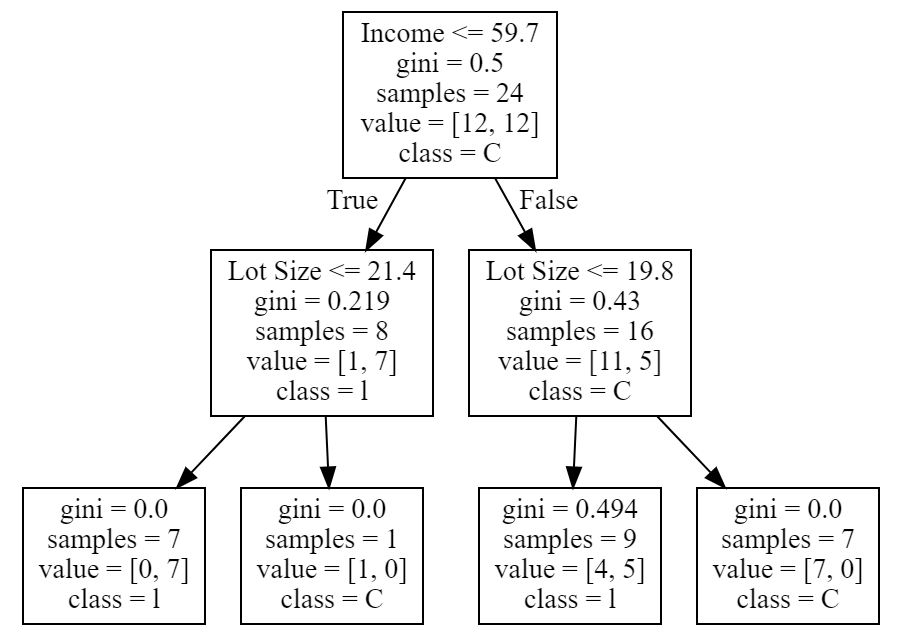 Income <= 59.7
gini = 0.5
samples = 24
value = [12, 12]
class = C
True
False
Lot Size <= 21.4
gini = 0.219
samples = 8
value = [1, 7]
class = l
Lot Size <= 19.8
gini = 0.43
samples = 16
value = [11, 5]
class = C
gini = 0.0
samples = 7
value = [0, 7]
class = l
gini = 0.0
samples = 1
value = [1, 0]
class = C
gini = 0.494
samples = 9
value = [4, 5]
class = l
gini = 0.0
samples = 7
value = [7, 0]
class = C